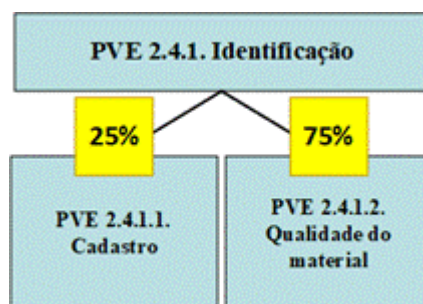 PVE 2.4.1. Identificação
25%
75%
PVE 2.4.1.1.
Cadastro
PVE 2.4.1.2.
Qualidade do
material